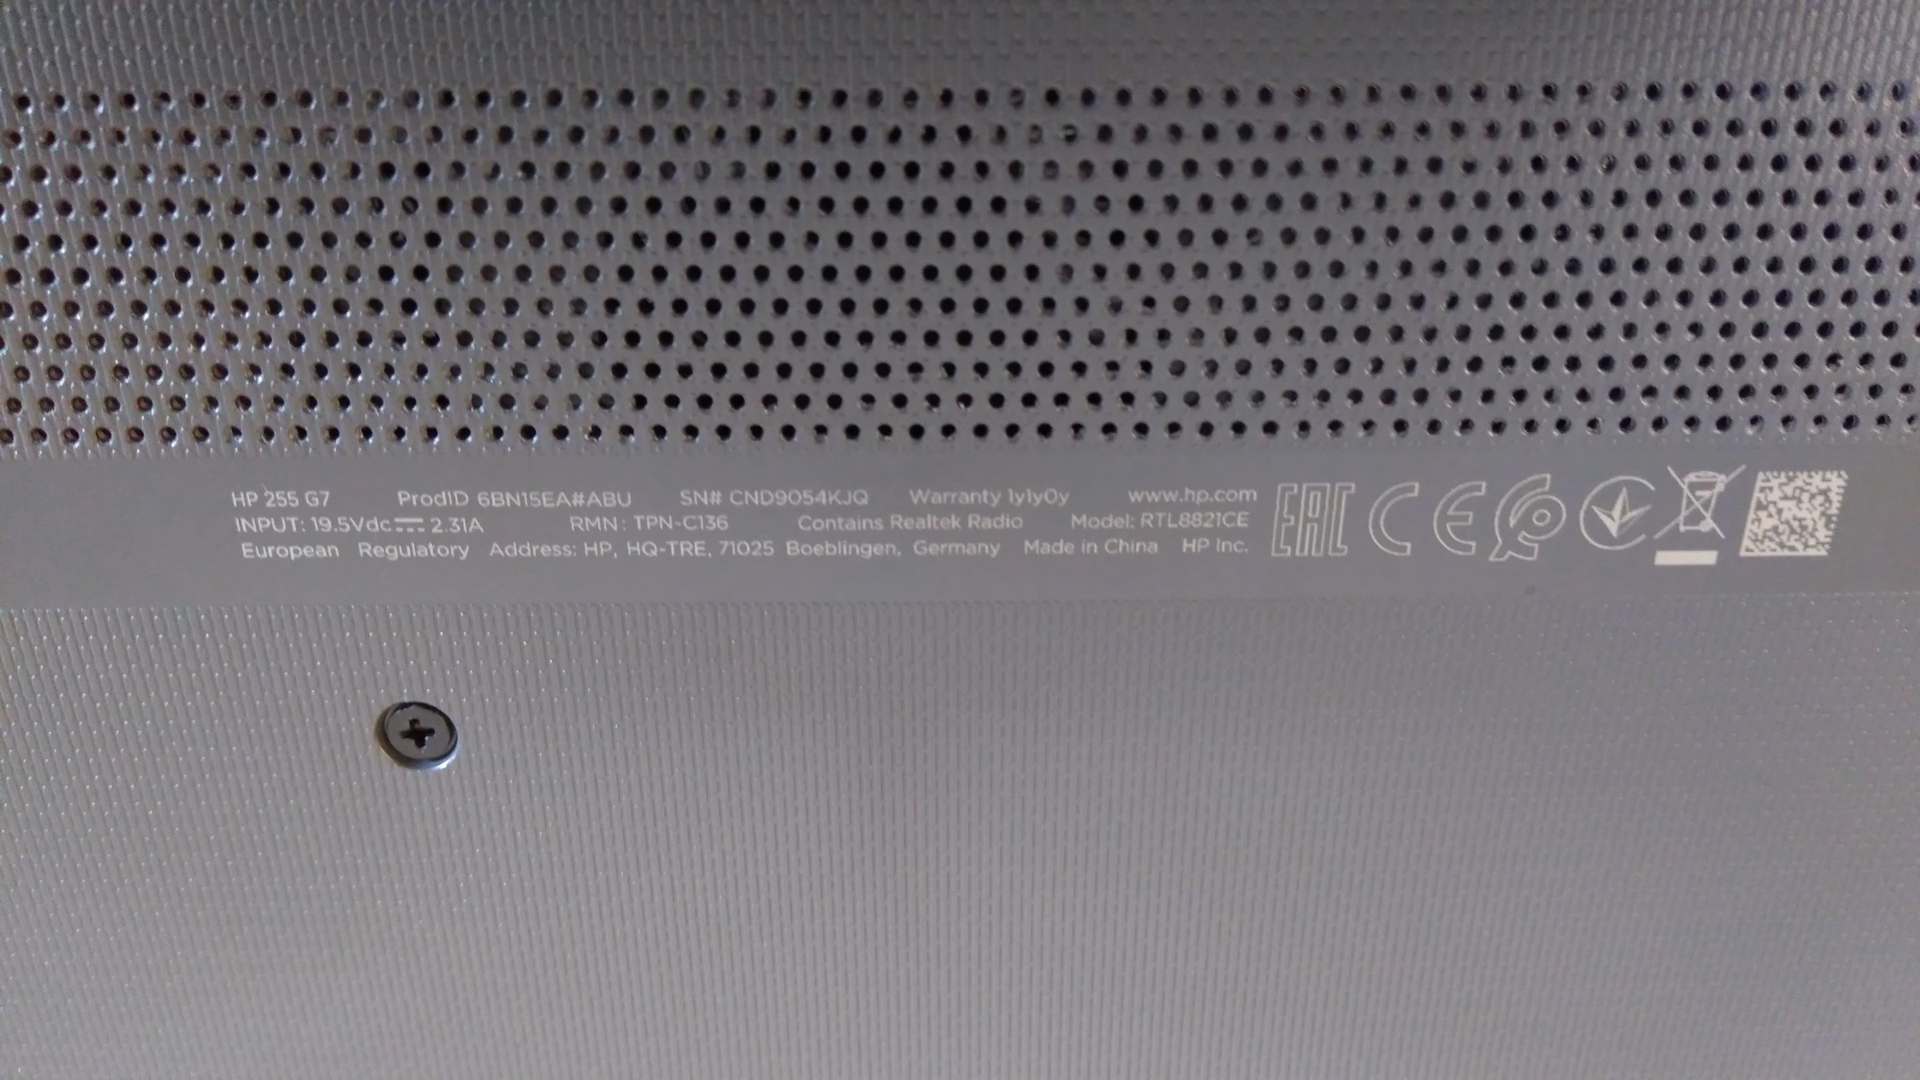 HP 255 G7 ProdID 6BN15EA#ABU SN# CND9054KJQ Warranty 1y1y0y www.hp.com
INPUT: 19.5Vdc⎓2.31A RMN: TPN-C136 Contains Realtek Radio Model: RTL8821CE
European Regulatory Address: HP, HQ-TRE, 71025 Boeblingen, Germany Made in China HP Inc.
EAC CE